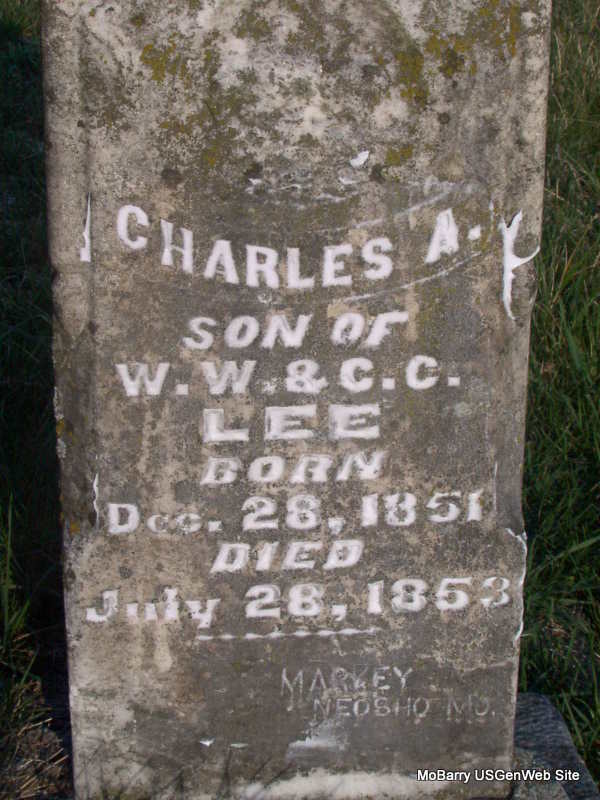 CHARLES A.
SON OF
W. W. & C. C.
LEE
BORN
Dec. 28, 1851
DIED
July 28, 1853
MARKEY
NEOSHO MO.
MoBarry USGenWeb Site